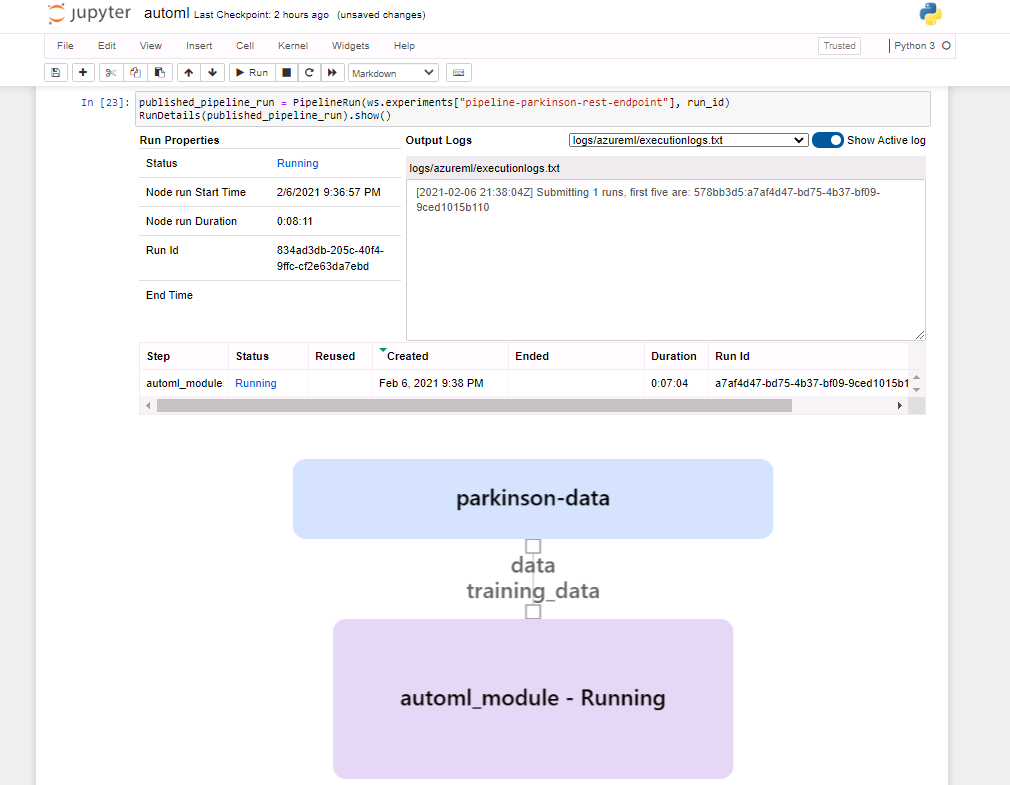 jupyter automl Last Checkpoint: 2 hours ago (unsaved changes)
File Edit View Insert Cell Kernel Widgets Help Trusted Python 3
Run Markdown
In [23]: published_pipeline_run = PipelineRun(ws.experiments["pipeline-parkinson-rest-endpoint"], run_id)
RunDetails(published_pipeline_run).show()
Run Properties
Status Running
Node run Start Time 2/6/2021 9:36:57 PM
Node run Duration 0:08:11
Run Id 834ad3db-205c-40f4-
9ffc-cf2e63da7ebd
End Time
Output Logs logs/azureml/executionlogs.txt Show Active log
logs/azureml/executionlogs.txt
[2021-02-06 21:38:04Z] Submitting 1 runs, first five are: 578bb3d5:a7af4d47-bd75-4b37-bf09-
9ced1015b110
Step Status Reused Created Ended Duration Run Id
automl_module Running Feb 6, 2021 9:38 PM 0:07:04 a7af4d47-bd75-4b37-bf09-9ced1015b1
parkinson-data
data
training_data
automl_module - Running